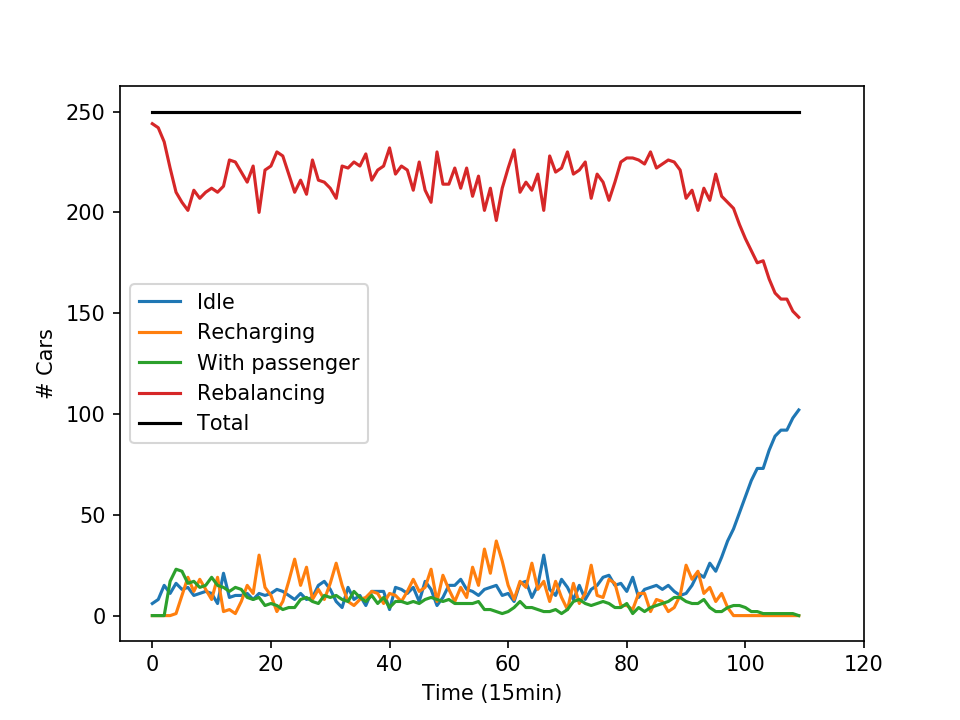 250
200
150
100
50
0
# Cars
Idle
Recharging
With passenger
Rebalancing
Total
0 20 40 60 80 100 120
Time (15min)